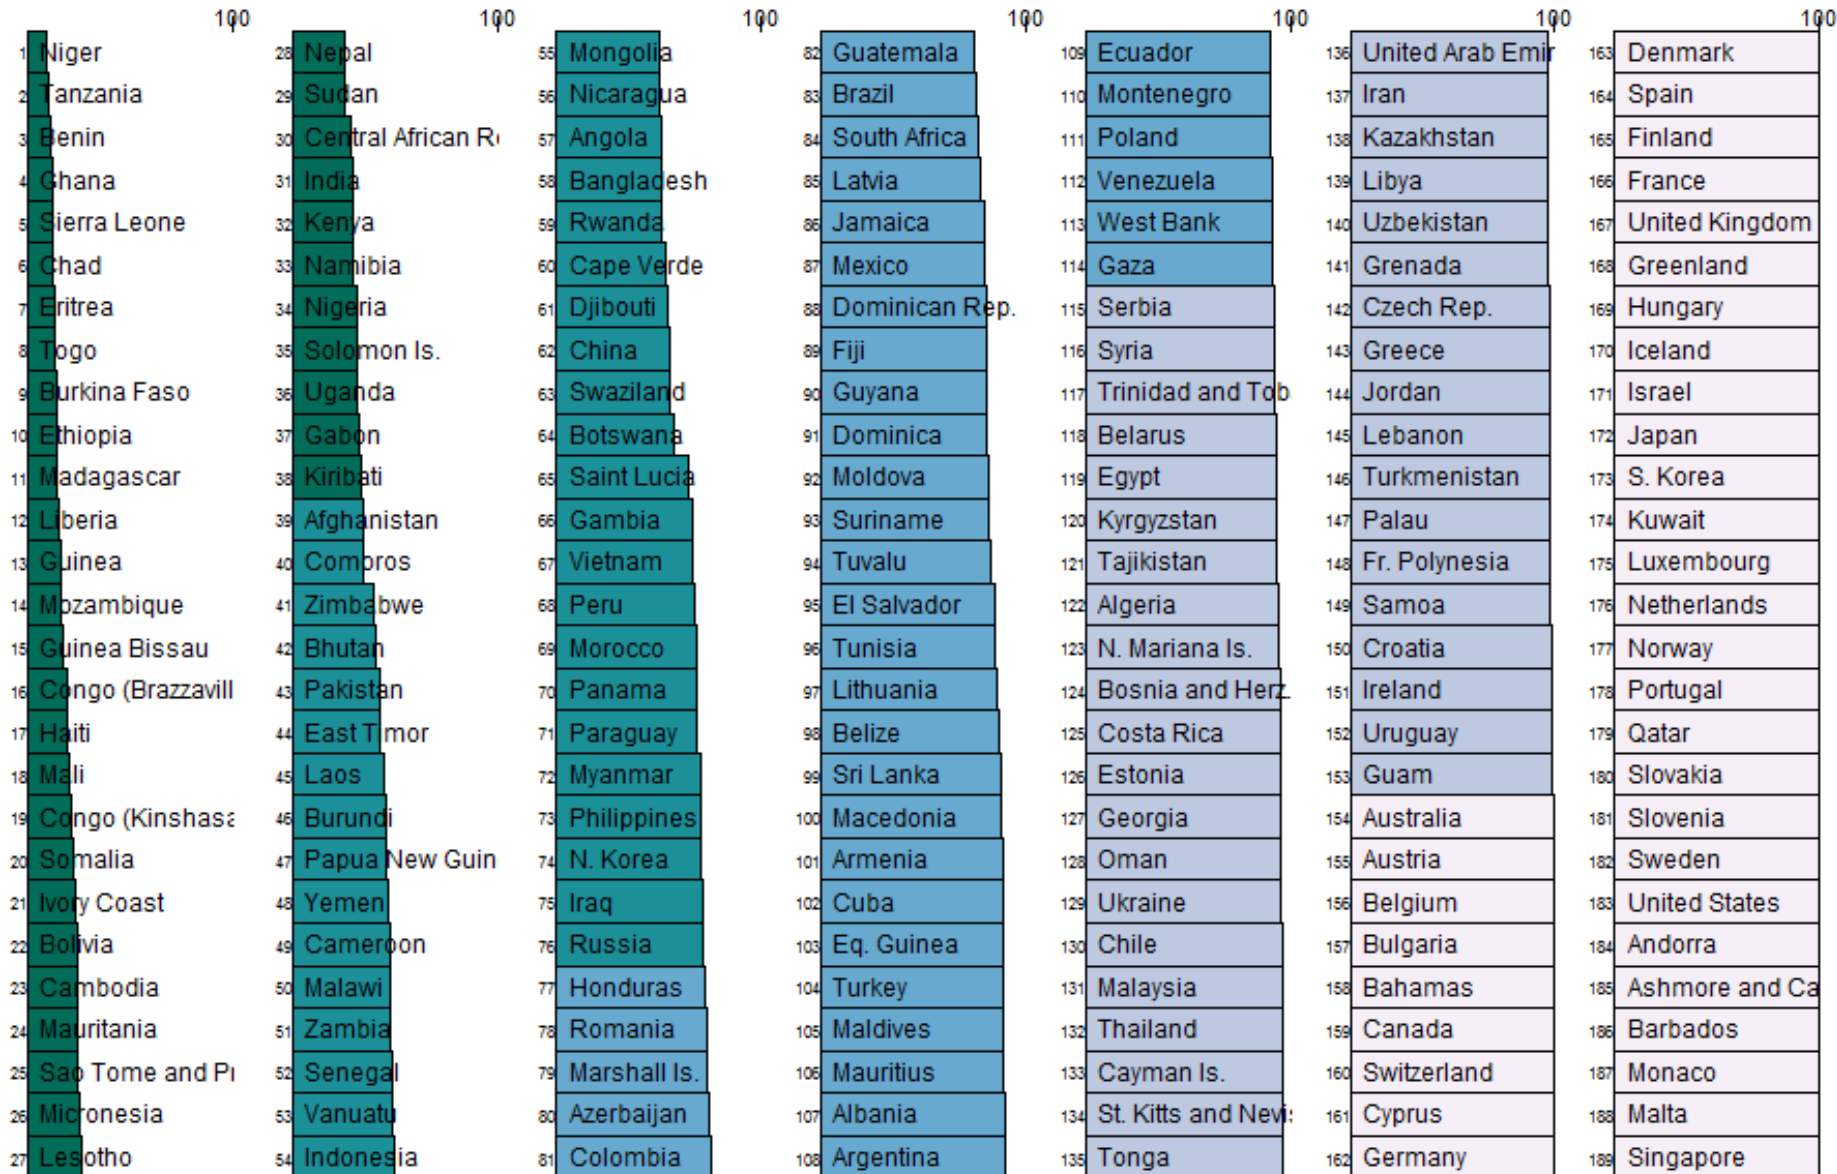 100 100 100 100 100 100 100
1 Niger
2 Tanzania
3 Benin
4 Ghana
5 Sierra Leone
6 Chad
7 Eritrea
8 Togo
9 Burkina Faso
10 Ethiopia
11 Madagascar
12 Liberia
13 Guinea
14 Mozambique
15 Guinea Bissau
16 Congo (Brazzavill
17 Haiti
18 Mali
19 Congo (Kinshasa
20 Somalia
21 Ivory Coast
22 Bolivia
23 Cambodia
24 Mauritania
25 Sao Tome and Pr
26 Micronesia
27 Lesotho
28 Nepal
29 Sudan
30 Central African Re
31 India
32 Kenya
33 Namibia
34 Nigeria
35 Solomon Is.
36 Uganda
37 Gabon
38 Kiribati
39 Afghanistan
40 Comoros
41 Zimbabwe
42 Bhutan
43 Pakistan
44 East Timor
45 Laos
46 Burundi
47 Papua New Guin
48 Yemen
49 Cameroon
50 Malawi
51 Zambia
52 Senegal
53 Vanuatu
54 Indonesia
55 Mongolia
56 Nicaragua
57 Angola
58 Bangladesh
59 Rwanda
60 Cape Verde
61 Djibouti
62 China
63 Swaziland
64 Botswana
65 Saint Lucia
66 Gambia
67 Vietnam
68 Peru
69 Morocco
70 Panama
71 Paraguay
72 Myanmar
73 Philippines
74 N. Korea
75 Iraq
76 Russia
77 Honduras
78 Romania
79 Marshall Is.
80 Azerbaijan
81 Colombia
82 Guatemala
83 Brazil
84 South Africa
85 Latvia
86 Jamaica
87 Mexico
88 Dominican Rep.
89 Fiji
90 Guyana
91 Dominica
92 Moldova
93 Suriname
94 Tuvalu
95 El Salvador
96 Tunisia
97 Lithuania
98 Belize
99 Sri Lanka
100 Macedonia
101 Armenia
102 Cuba
103 Eq. Guinea
104 Turkey
105 Maldives
106 Mauritius
107 Albania
108 Argentina
109 Ecuador
110 Montenegro
111 Poland
112 Venezuela
113 West Bank
114 Gaza
115 Serbia
116 Syria
117 Trinidad and Tob
118 Belarus
119 Egypt
120 Kyrgyzstan
121 Tajikistan
122 Algeria
123 N. Mariana Is.
124 Bosnia and Herz.
125 Costa Rica
126 Estonia
127 Georgia
128 Oman
129 Ukraine
130 Chile
131 Malaysia
132 Thailand
133 Cayman Is.
134 St. Kitts and Nevis
135 Tonga
136 United Arab Emir
137 Iran
138 Kazakhstan
139 Libya
140 Uzbekistan
141 Grenada
142 Czech Rep.
143 Greece
144 Jordan
145 Lebanon
146 Turkmenistan
147 Palau
148 Fr. Polynesia
149 Samoa
150 Croatia
151 Ireland
152 Uruguay
153 Guam
154 Australia
155 Austria
156 Belgium
157 Bulgaria
158 Bahamas
159 Canada
160 Switzerland
161 Cyprus
162 Germany
163 Denmark
164 Spain
165 Finland
166 France
167 United Kingdom
168 Greenland
169 Hungary
170 Iceland
171 Israel
172 Japan
173 S. Korea
174 Kuwait
175 Luxembourg
176 Netherlands
177 Norway
178 Portugal
179 Qatar
180 Slovakia
181 Slovenia
182 Sweden
183 United States
184 Andorra
185 Ashmore and Ca
186 Barbados
187 Monaco
188 Malta
189 Singapore